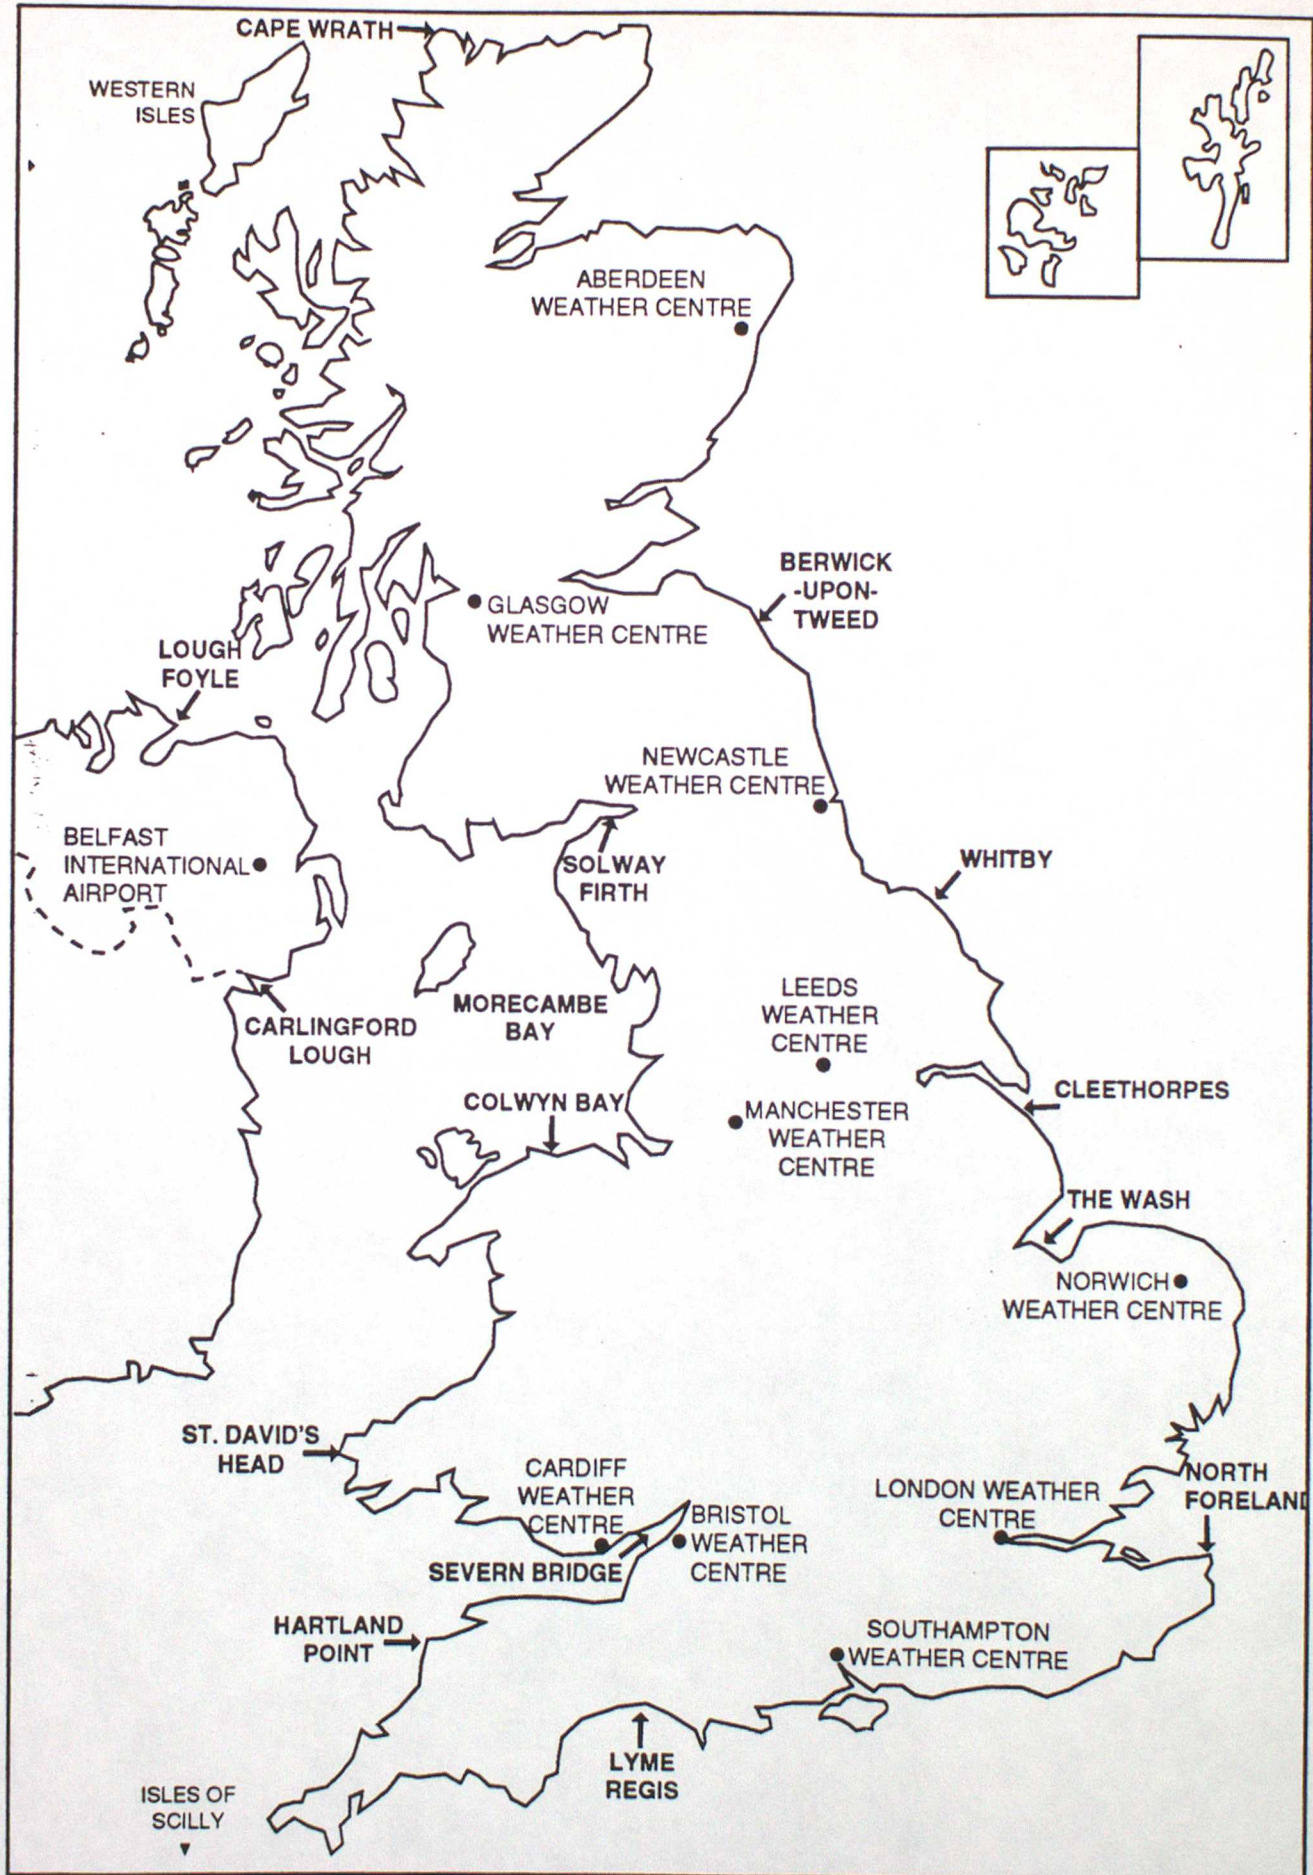 CAPE WRATH
WESTERN
ISLES
ABERDEEN
WEATHER CENTRE
BERWICK
-UPON-
TWEED
GLASGOW
WEATHER CENTRE
LOUGH
FOYLE
NEWCASTLE
WEATHER CENTRE
BELFAST
INTERNATIONAL
AIRPORT
SOLWAY
FIRTH
WHITBY
MORECAMBE
BAY
LEEDS
WEATHER
CENTRE
CARLINGFORD
LOUGH
COLWYN BAY
CLEETHORPES
MANCHESTER
WEATHER
CENTRE
THE WASH
NORWICH
WEATHER CENTRE
ST. DAVID'S
HEAD
CARDIFF
WEATHER
CENTRE
BRISTOL
WEATHER
CENTRE
LONDON WEATHER
CENTRE
NORTH
FORELAND
SEVERN BRIDGE
HARTLAND
POINT
SOUTHAMPTON
WEATHER CENTRE
LYME
REGIS
ISLES OF
SCILLY